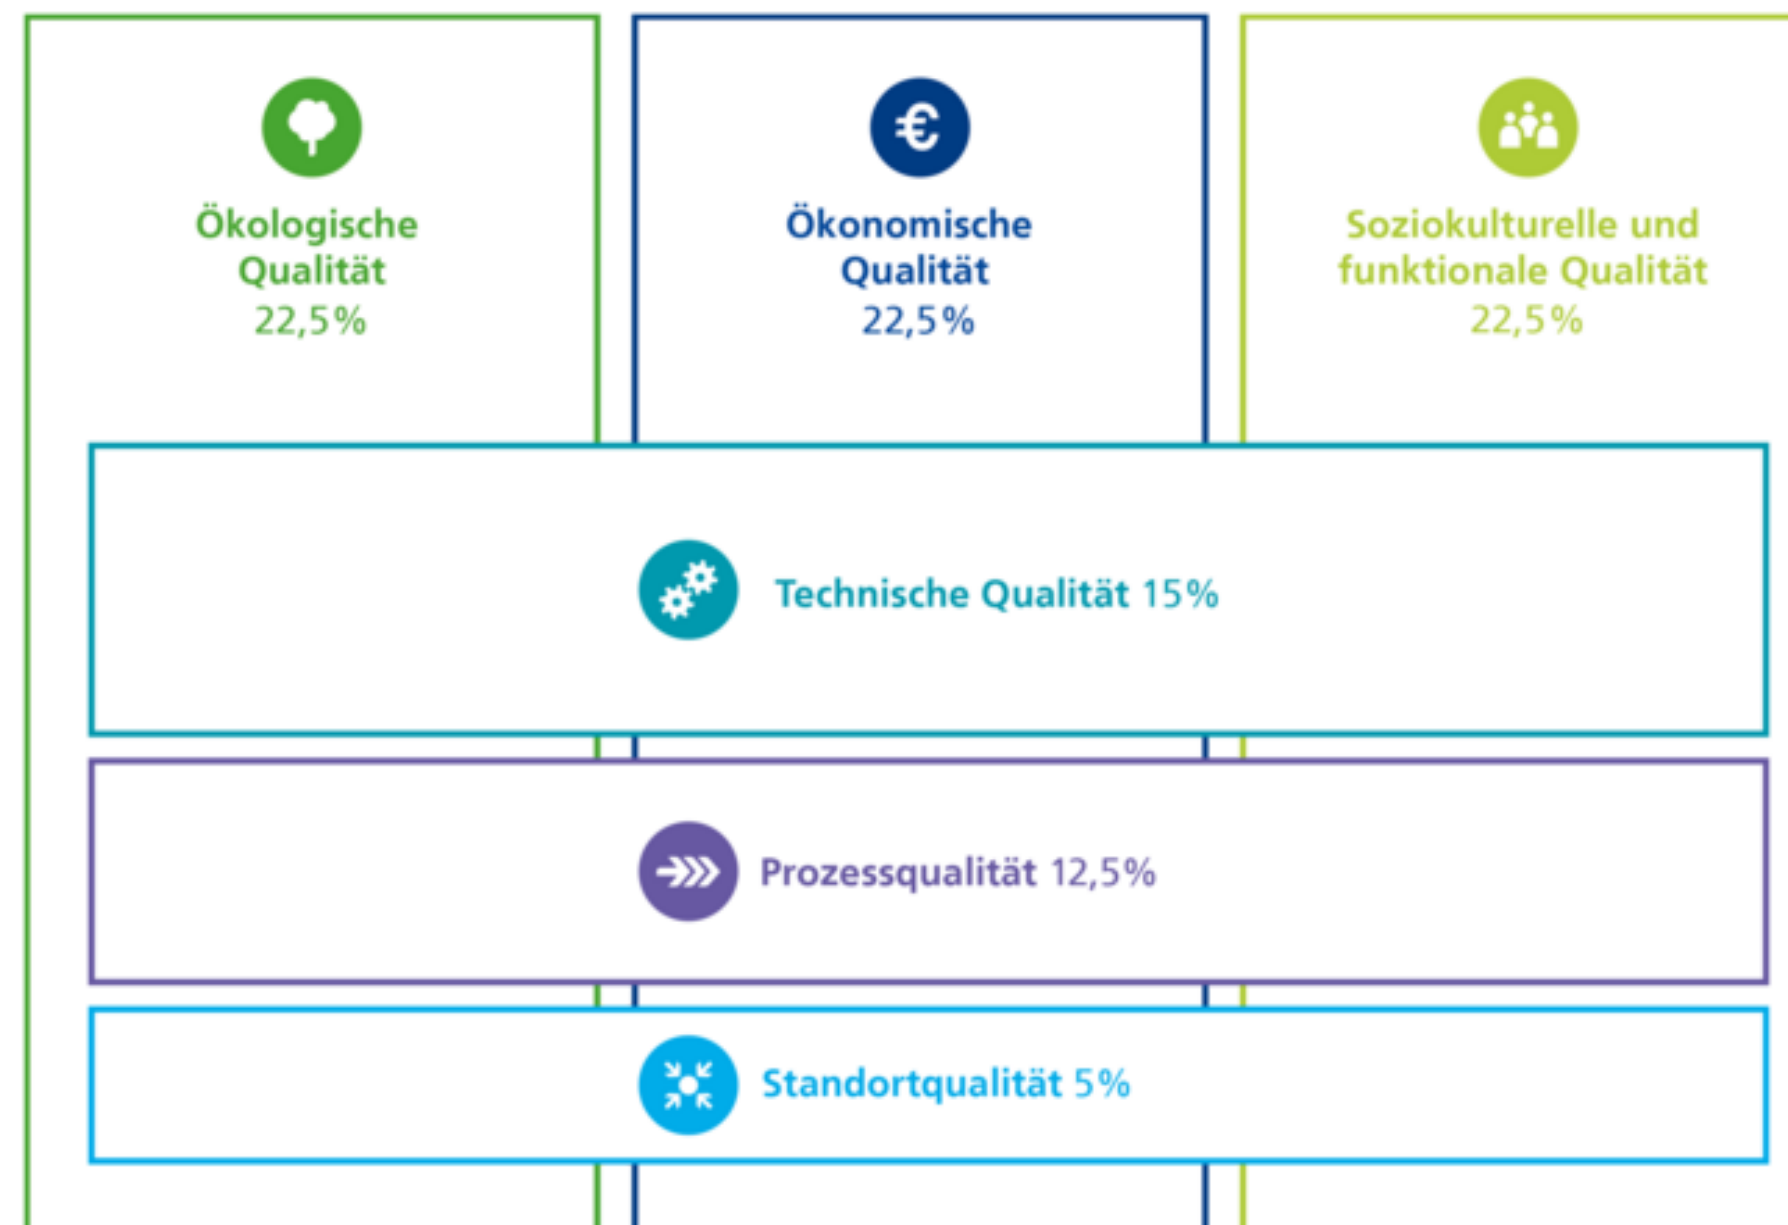 Ökologische
Qualität
22,5%
Ökonomische
Qualität
22,5%
Soziokulturelle und
funktionale Qualität
22,5%
Technische Qualität 15%
Prozessqualität 12,5%
Standortqualität 5%